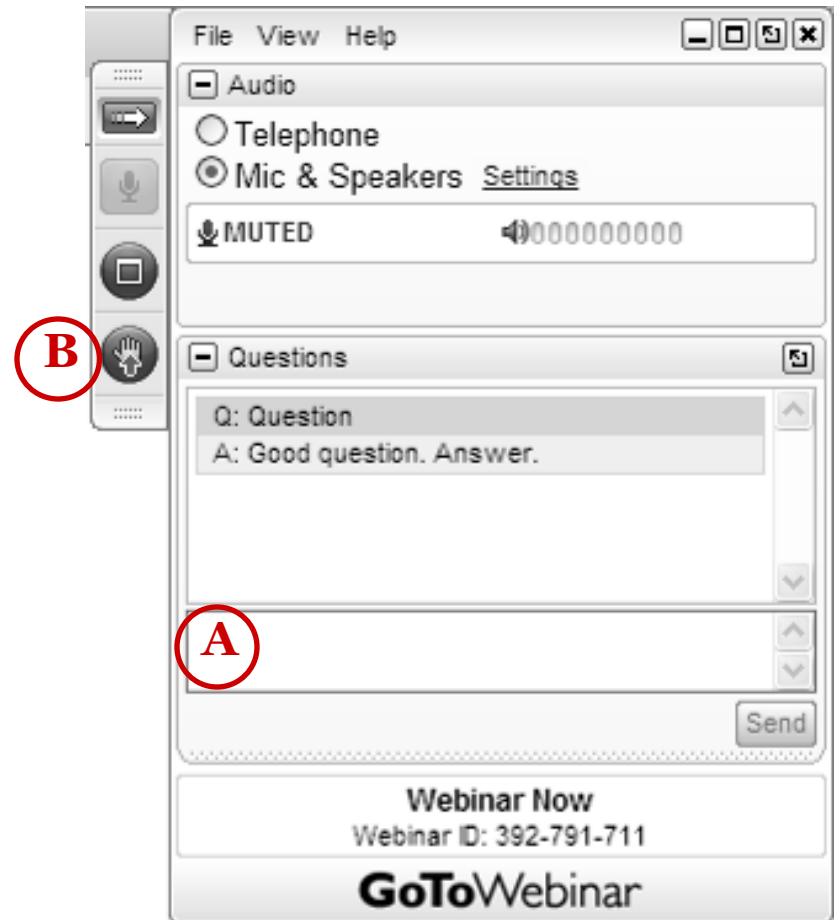 File View Help
Audio
Telephone
Mic & Speakers Settings
MUTED 000000000
B
Questions
Q: Question
A: Good question. Answer.
A
Send
Webinar Now
Webinar ID: 392-791-711
GoToWebinar